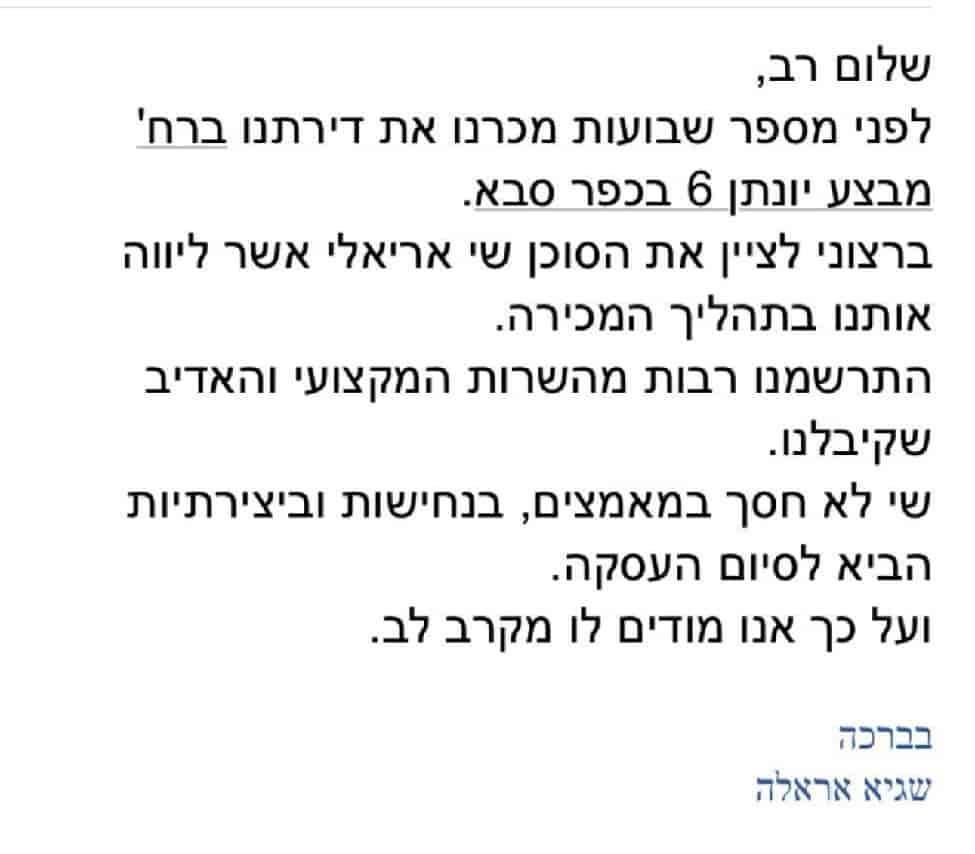 שלום רב,
לפני מספר שבועות מכרנו את דירתנו ברח'
מבצע יונתן 6 בכפר סבא.
ברצוני לציין את הסוכן שי אריאלי אשר ליווה
אותנו בתהליך המכירה.
התרשמנו רבות מהשרות המקצועי והאדיב
שקיבלנו.
שי לא חסך במאמצים, בנחישות וביצירתיות
הביא לסיום העסקה.
ועל כך אנו מודים לו מקרב לב.
בברכה
שגיא אראלה